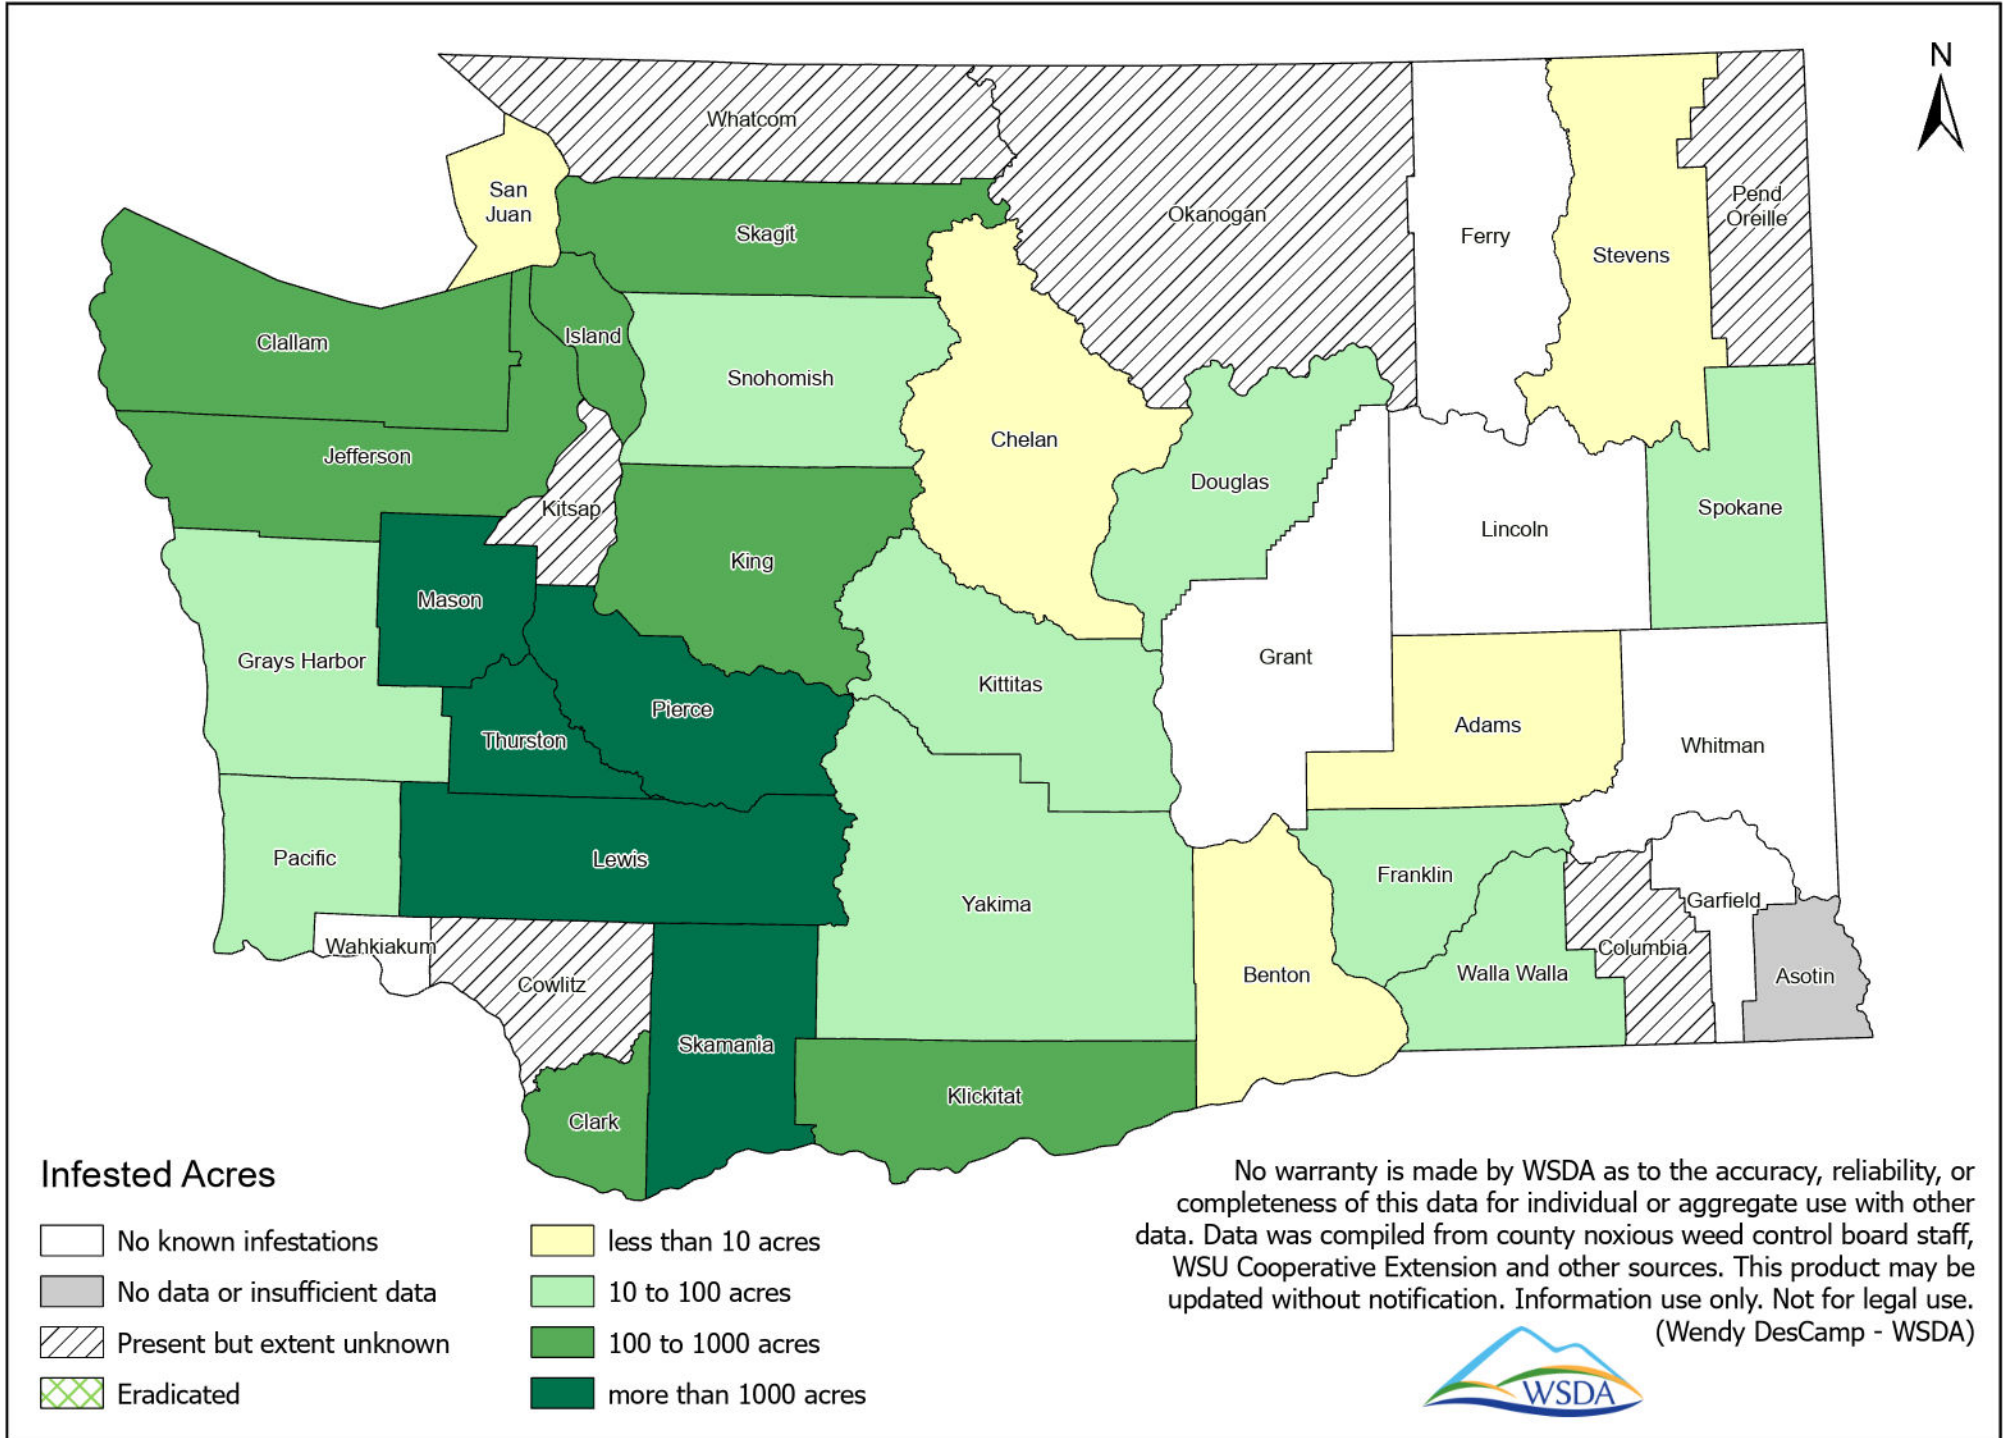 N
Whatcom
San
Juan
Skagit
Okanogan
Ferry
Stevens
Pend
Oreille
Clallam
Island
Snohomish
Jefferson
Chelan
Douglas
Kitsap
Spokane
Lincoln
King
Mason
Grays Harbor
Grant
Kittitas
Pierce
Thurston
Adams
Whitman
Pacific
Lewis
Yakima
Franklin
Garfield
Wahkiakum
Cowlitz
Benton
Walla Walla
Columbia
Asotin
Skamania
Klickitat
Clark
Infested Acres
No known infestations
No data or insufficient data
Present but extent unknown
Eradicated
less than 10 acres
10 to 100 acres
100 to 1000 acres
more than 1000 acres
No warranty is made by WSDA as to the accuracy, reliability, or
completeness of this data for individual or aggregate use with other
data. Data was compiled from county noxious weed control board staff,
WSU Cooperative Extension and other sources. This product may be
updated without notification. Information use only. Not for legal use.
(Wendy DesCamp - WSDA)
WSDA